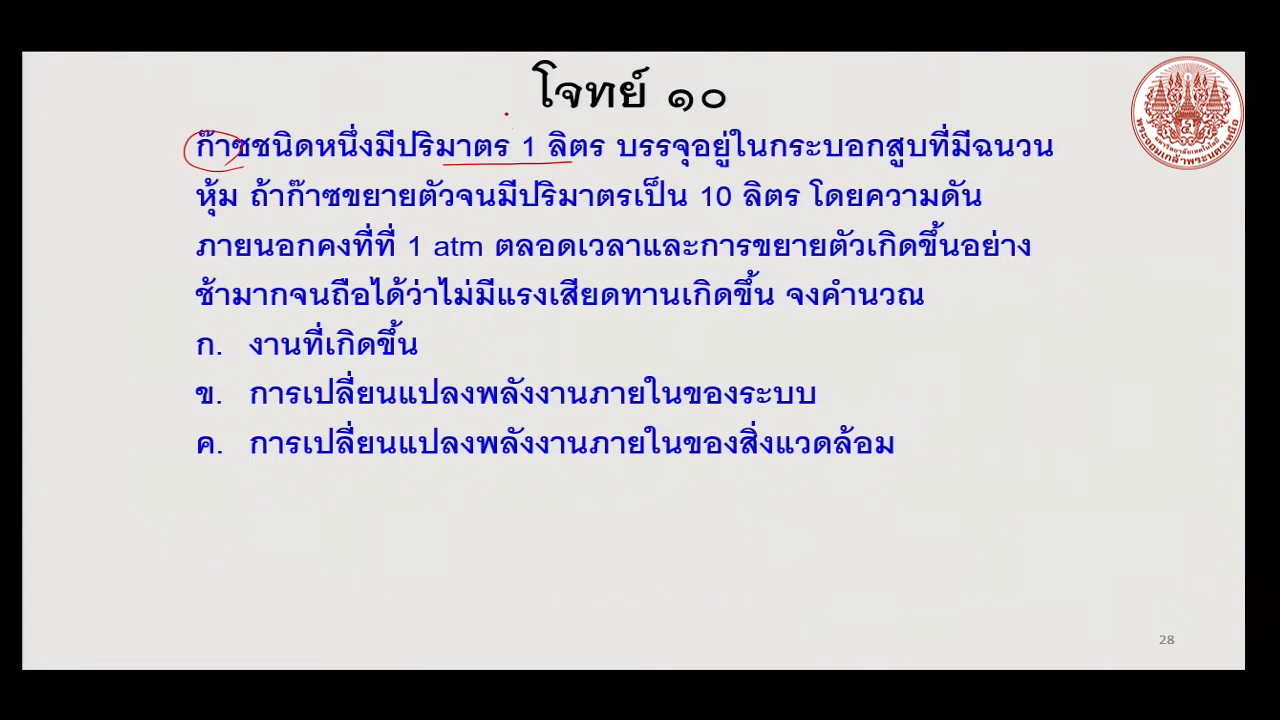 โจทย์ ๑๐
ก๊าซชนิดหนึ่งมีปริมาตร 1 ลิตร บรรจุอยู่ในกระบอกสูบที่มีฉนวน
หุ้ม ถ้าก๊าซขยายตัวจนมีปริมาตรเป็น 10 ลิตร โดยความดัน
ภายนอกคงที่ที่ 1 atm ตลอดเวลาและการขยายตัวเกิดขึ้นอย่าง
ช้ามากจนถือได้ว่าไม่มีแรงเสียดทานเกิดขึ้น จงคำนวณ
ก. งานที่เกิดขึ้น
ข. การเปลี่ยนแปลงพลังงานภายในของระบบ
ค. การเปลี่ยนแปลงพลังงานภายในของสิ่งแวดล้อม
28